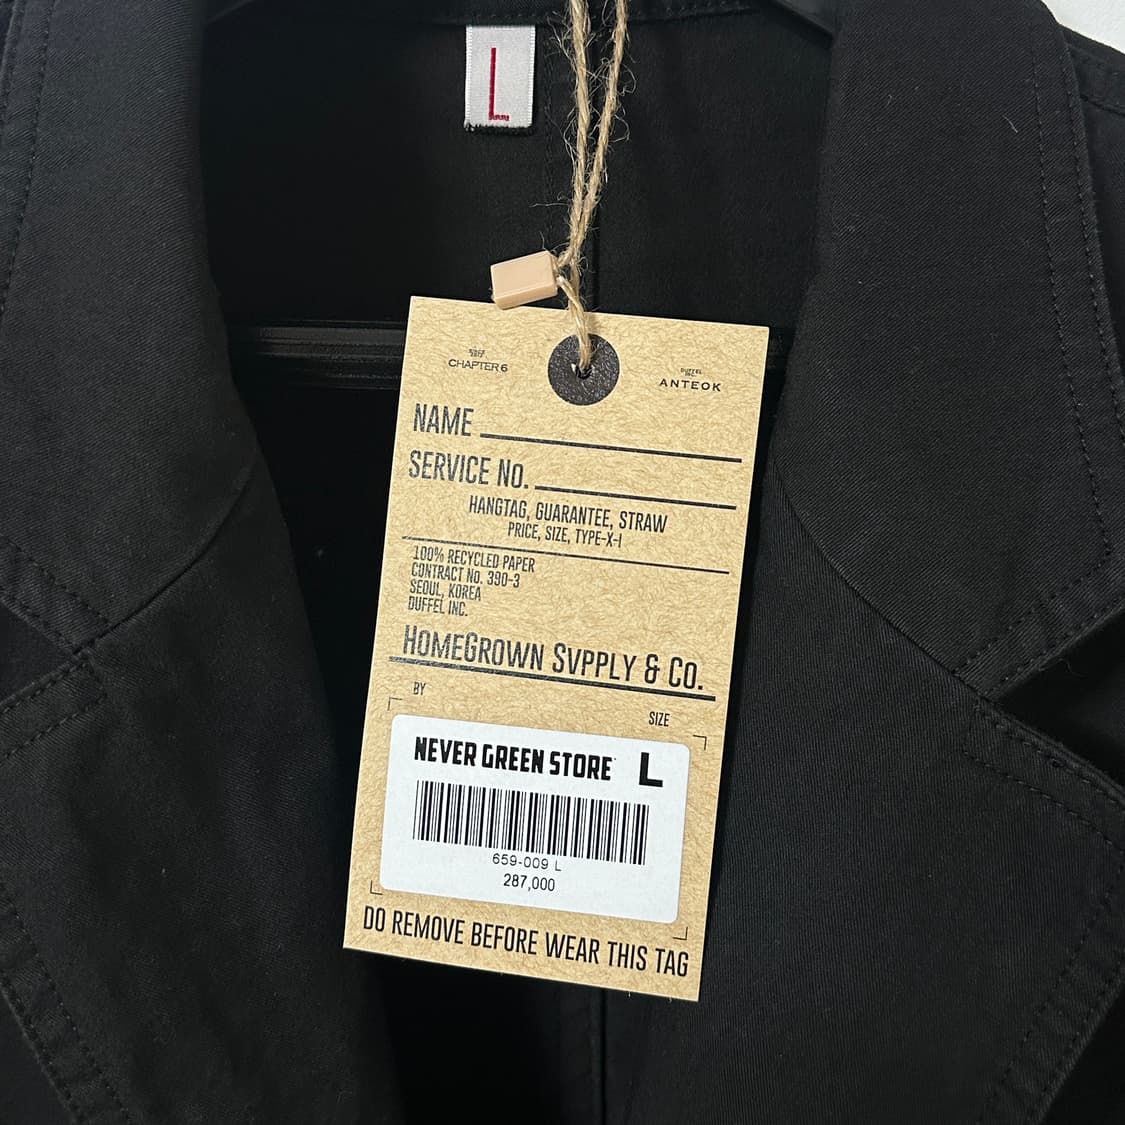 L
CHAPTER 6
DUFFEL
INC.
ANTEOK
NAME
SERVICE No.
HANGTAG, GUARANTEE, STRAW
PRICE, SIZE, TYPE-X-I
100% RECYCLED PAPER
CONTRACT No. 390-3
SEOUL, KOREA
DUFFEL INC.
HOMEGROWN SVPPLY & CO.
BY
SIZE
NEVER GREEN STORE L
659-009 L
287,000
DO REMOVE BEFORE WEAR THIS TAG